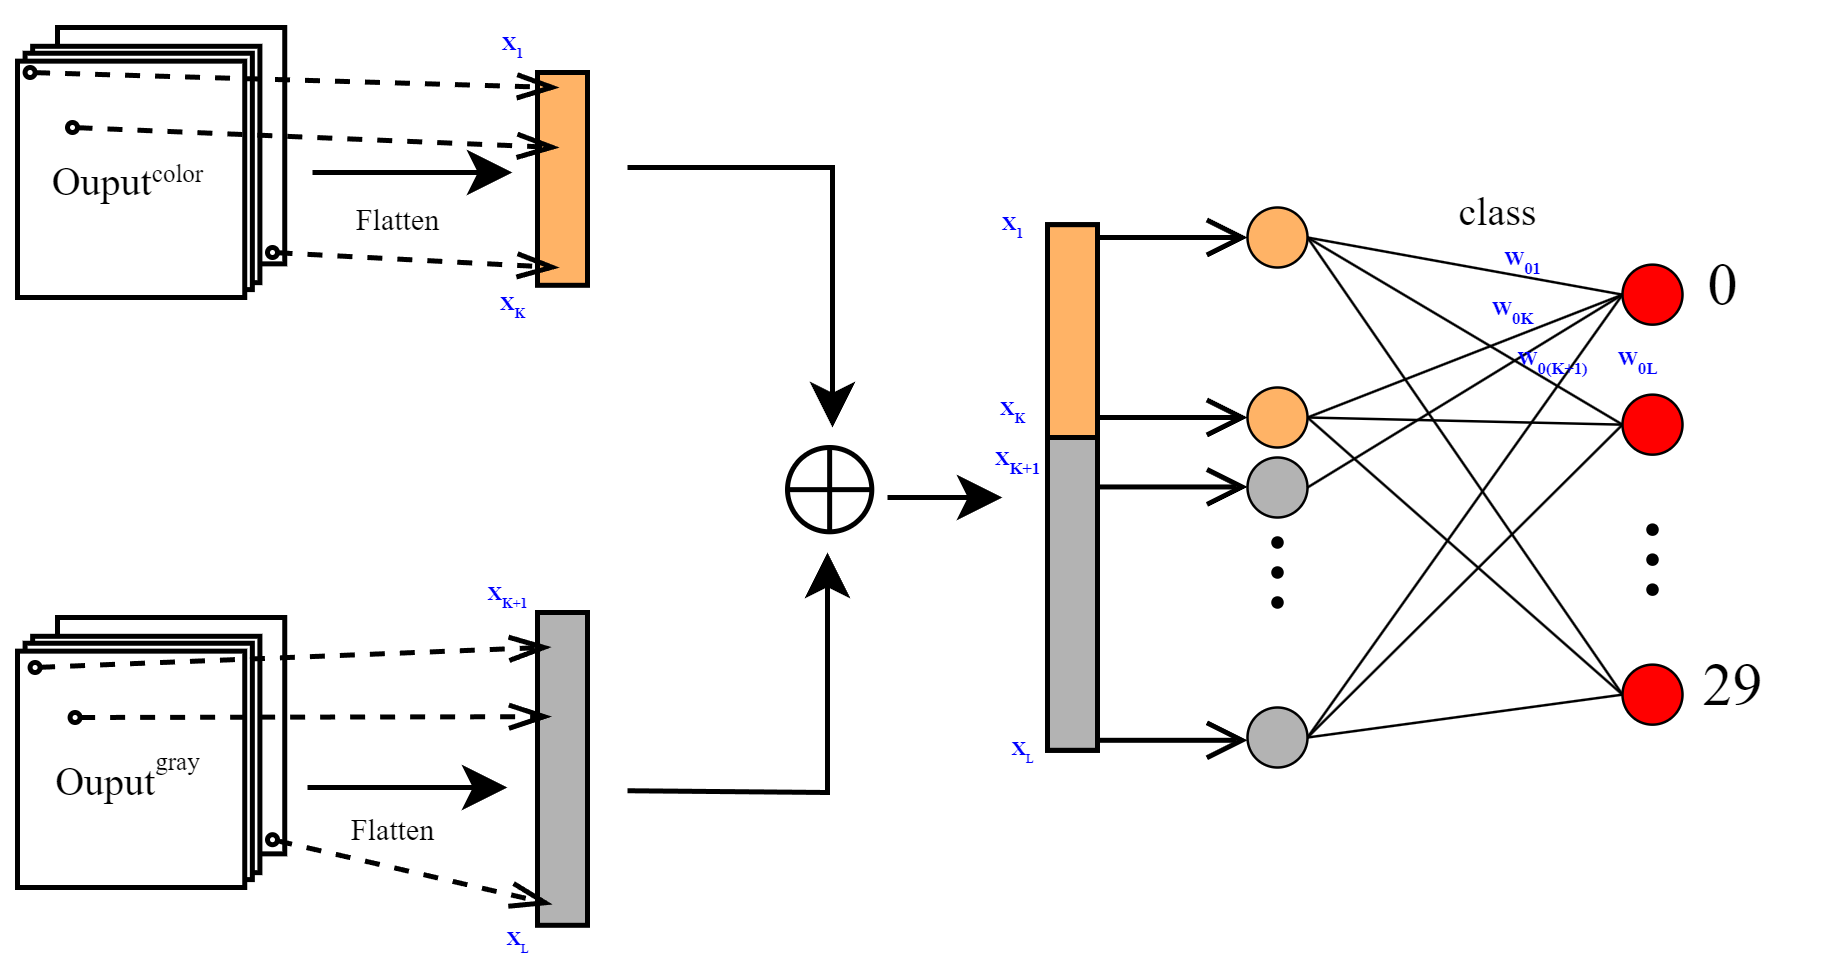 x1
Ouputcolor
Flatten
xK
xK+1
Ouputgray
Flatten
xL
x1
xK
xK+1
xL
class
w01
w0K
w0(K+1)
w0L
0
29